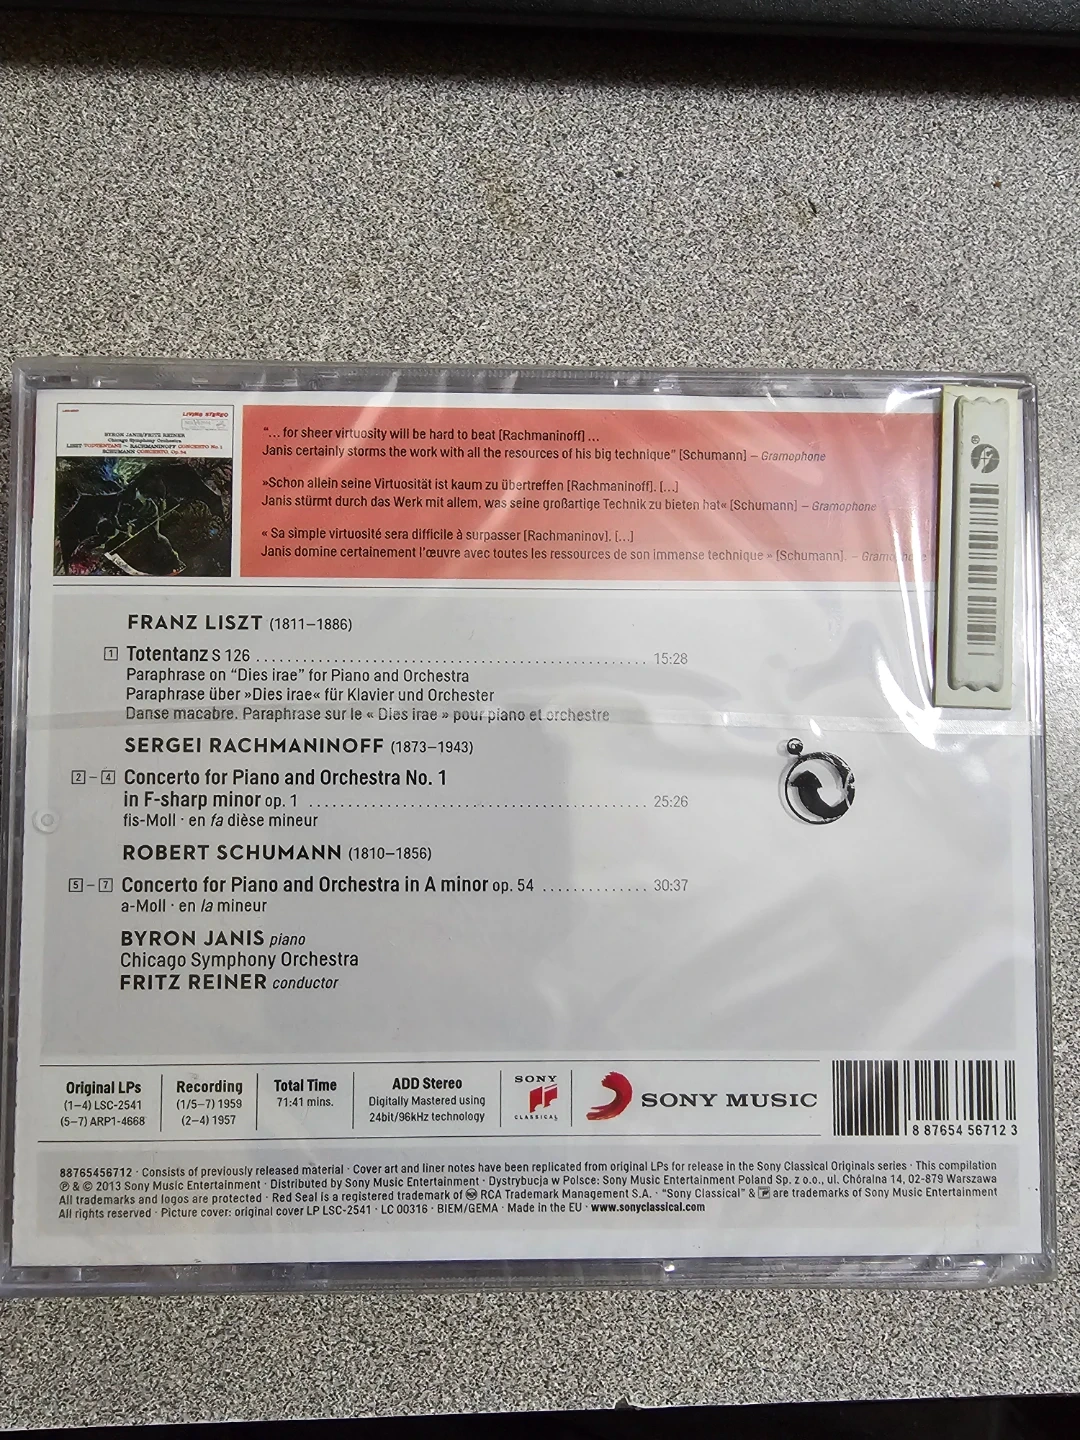 LIVING STEREO
BYRON JANIS/FRITZ REINER
Chicago Symphony Orchestra
LISZT TODTENTANZ – RACHMANINOFF CONCERTO No. 1
SCHUMANN CONCERTO, Op. 54
“... for sheer virtuosity will be hard to beat [Rachmaninoff] ...
Janis certainly storms the work with all the resources of his big technique” [Schumann] – Gramophone
»Schon allein seine Virtuosität ist kaum zu übertreffen [Rachmaninoff]. [...]
Janis stürmt durch das Werk mit allem, was seine großartige Technik zu bieten hat« [Schumann] – Gramophone
« Sa simple virtuosité sera difficile à surpasser [Rachmaninov]. [...]
Janis domine certainement l’œuvre avec toutes les ressources de son immense technique » [Schumann]. – Gramophone
FRANZ LISZT (1811–1886)
1 Totentanz S 126 .......... 15:28
Paraphrase on “Dies irae” for Piano and Orchestra
Paraphrase über »Dies irae« für Klavier und Orchester
Danse macabre. Paraphrase sur le « Dies irae » pour piano et orchestre
SERGEI RACHMANINOFF (1873–1943)
2 – 4 Concerto for Piano and Orchestra No. 1
in F-sharp minor op. 1 .......... 25:26
fis-Moll · en fa dièse mineur
ROBERT SCHUMANN (1810–1856)
5 – 7 Concerto for Piano and Orchestra in A minor op. 54 .......... 30:37
a-Moll · en la mineur
BYRON JANIS piano
Chicago Symphony Orchestra
FRITZ REINER conductor
Original LPs
(1–4) LSC-2541
(5–7) ARP1-4668
Recording
(1/5–7) 1959
(2–4) 1957
Total Time
71:41 mins.
ADD Stereo
Digitally Mastered using
24bit/96kHz technology
SONY
CLASSICAL
SONY MUSIC
8 87654 56712 3
88765456712 · Consists of previously released material · Cover art and liner notes have been replicated from original LPs for release in the Sony Classical Originals series · This compilation
℗ & © 2013 Sony Music Entertainment · Distributed by Sony Music Entertainment · Dystrybucja w Polsce: Sony Music Entertainment Poland Sp. z o.o., ul. Chóralna 14, 02-879 Warszawa
All trademarks and logos are protected · Red Seal is a registered trademark of RCA Trademark Management S.A. · “Sony Classical” & are trademarks of Sony Music Entertainment
All rights reserved · Picture cover: original cover LP LSC-2541 · LC 00316 · BIEM/GEMA · Made in the EU · www.sonyclassical.com